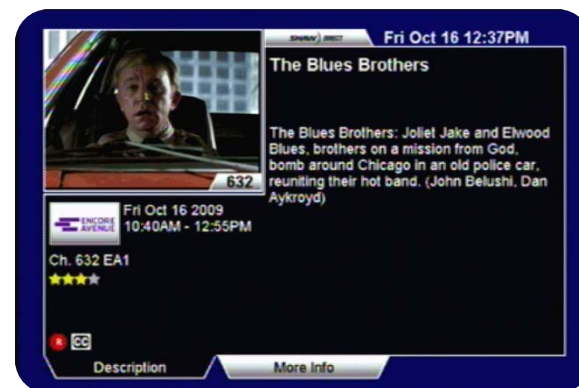 SHAW) DIRECT
Fri Oct 16 12:37PM
The Blues Brothers
632
The Blues Brothers: Joliet Jake and Elwood
Blues, brothers on a mission from God,
bomb around Chicago in an old police car,
reuniting their hot band. (John Belushi, Dan
Aykroyd)
ENCORE
AVENUE
Fri Oct 16 2009
10:40AM - 12:55PM
Ch. 632 EA1
R
CC
Description
More Info